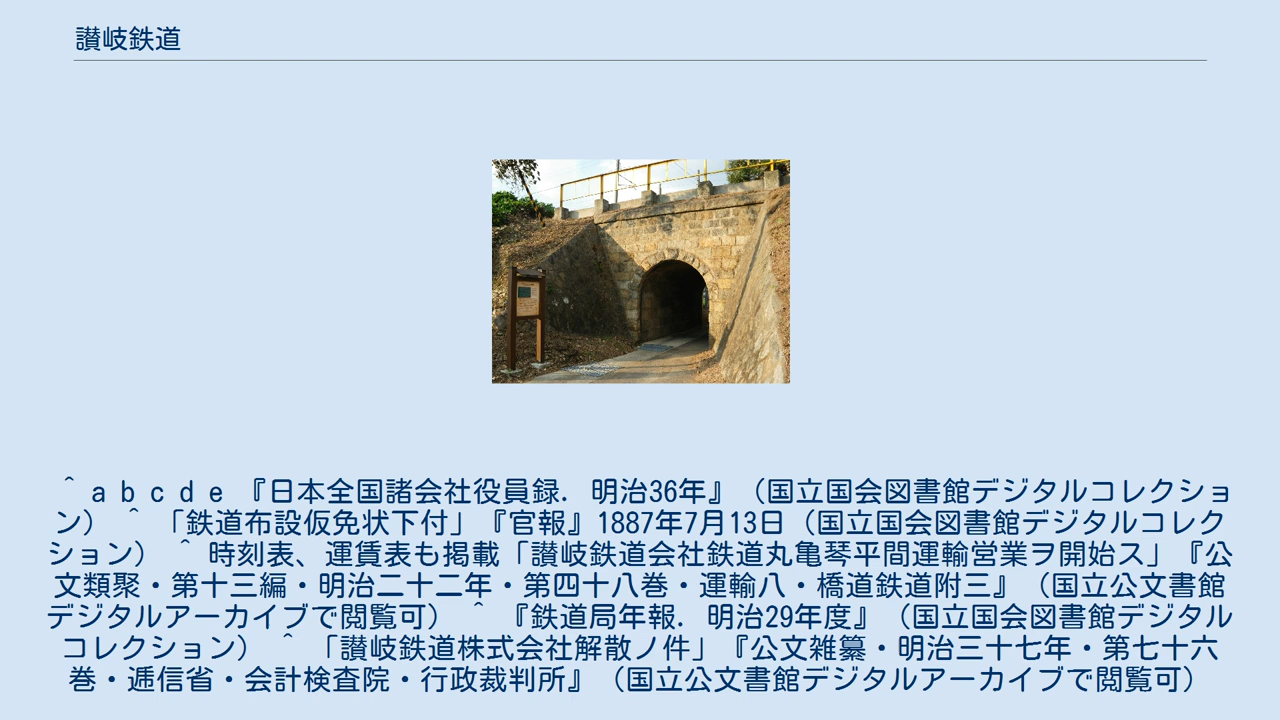 讃岐鉄道
^ a b c d e 『日本全国諸会社役員録. 明治36年』（国立国会図書館デジタルコレクショ
ン） ^ 「鉄道布設仮免状下付」『官報』1887年7月13日（国立国会図書館デジタルコレク
ション） ^ 時刻表、運賃表も掲載「讃岐鉄道会社鉄道丸亀琴平間運輸営業ヲ開始ス」『公
文類聚・第十三編・明治二十二年・第四十八巻・運輸八・橋道鉄道附三』（国立公文書館
デジタルアーカイブで閲覧可） ^ 『鉄道局年報. 明治29年度』（国立国会図書館デジタル
コレクション） ^ 「讃岐鉄道株式会社解散ノ件」『公文雑纂・明治三十七年・第七十六
巻・逓信省・会計検査院・行政裁判所』（国立公文書館デジタルアーカイブで閲覧可）